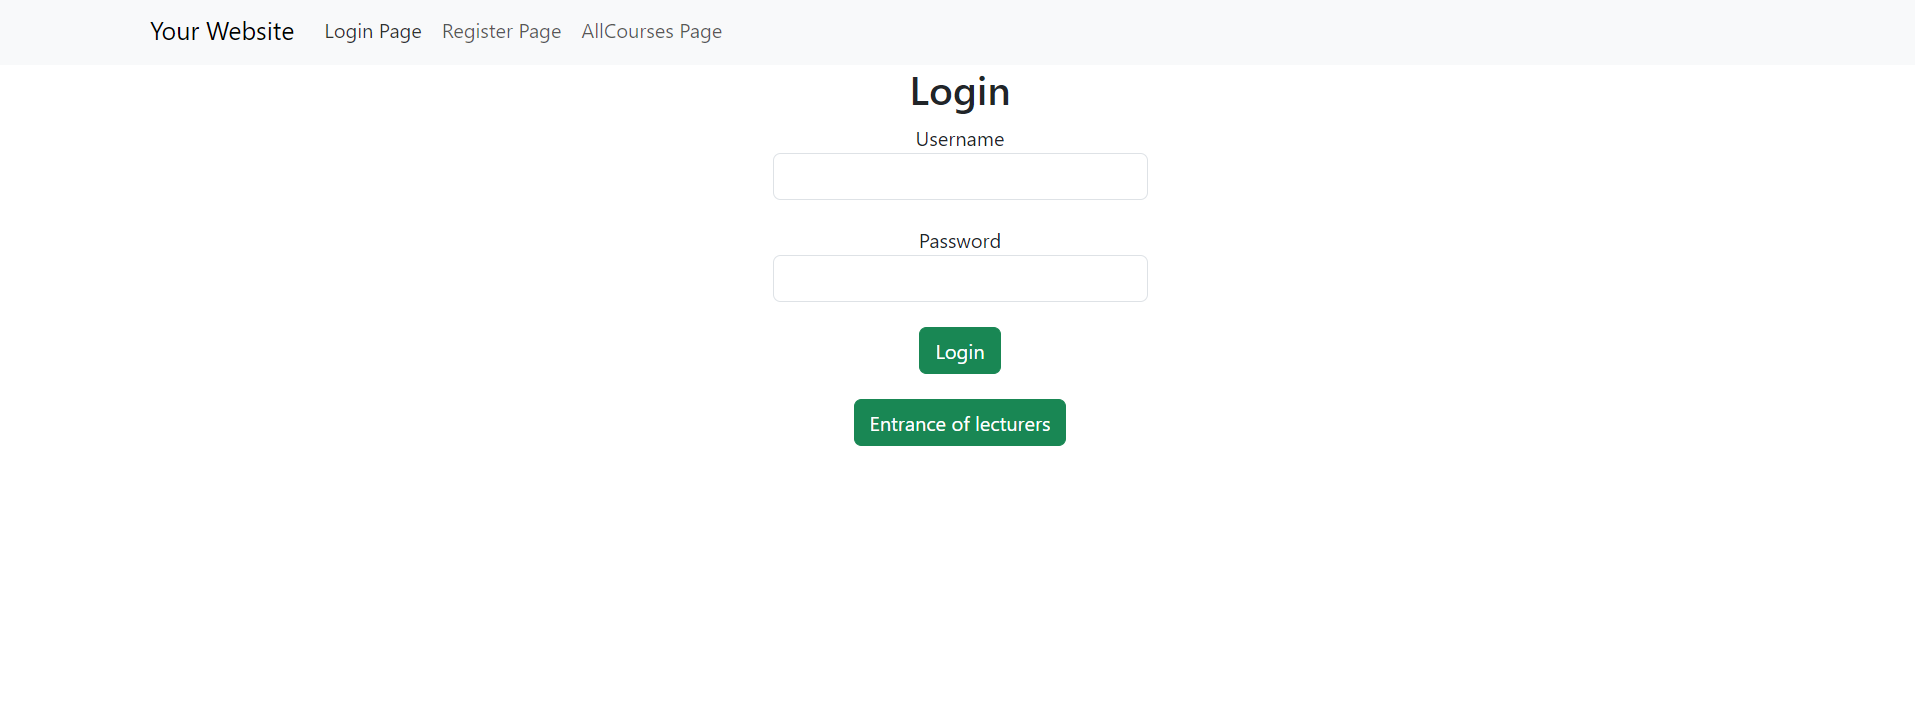 Your Website Login Page Register Page AllCourses Page
Login
Username
Password
Login
Entrance of lecturers